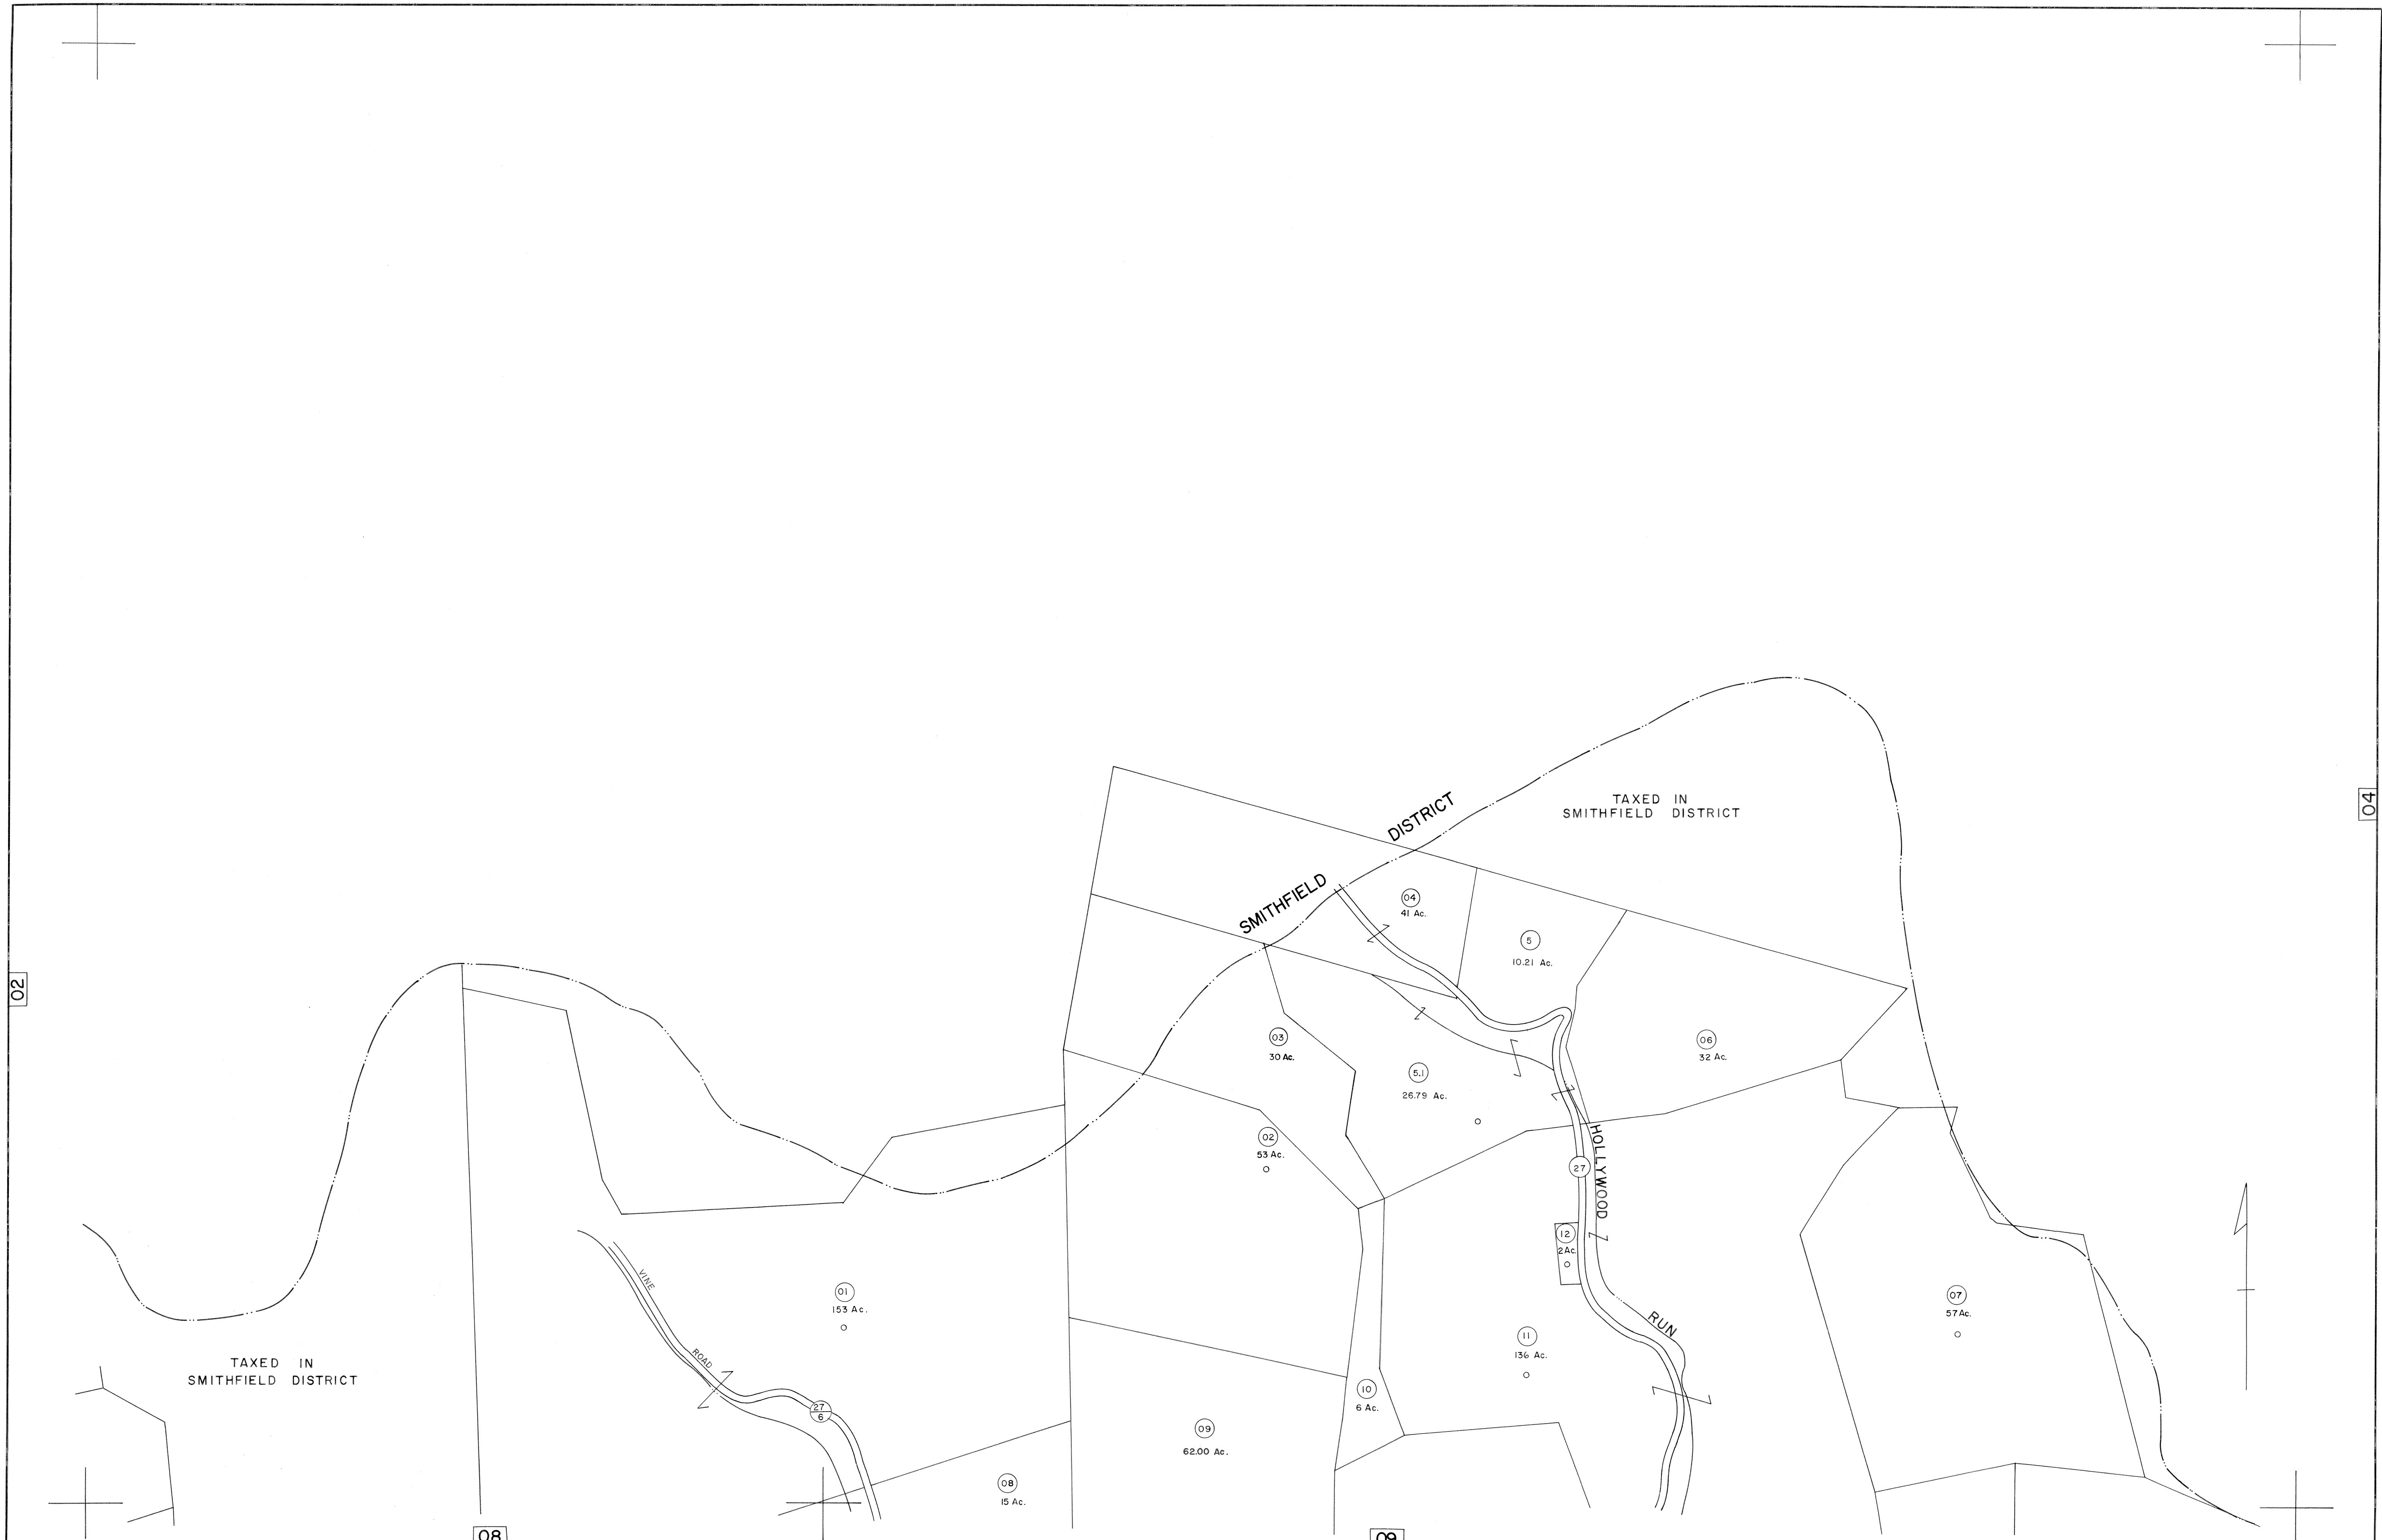 TAXED IN
SMITHFIELD DISTRICT
04
SMITHFIELD DISTRICT
04
41 Ac.
5
10.21 Ac.
02
03
30 Ac.
06
32 Ac.
5.1
26.79 Ac.
02
53 Ac.
27
HOLLYWOOD RUN
12
2 Ac.
VINE ROAD
01
153 Ac.
07
57 Ac.
11
136 Ac.
TAXED IN
SMITHFIELD DISTRICT
10
6 Ac.
27
6
09
62.00 Ac.
08
15 Ac.
08
09